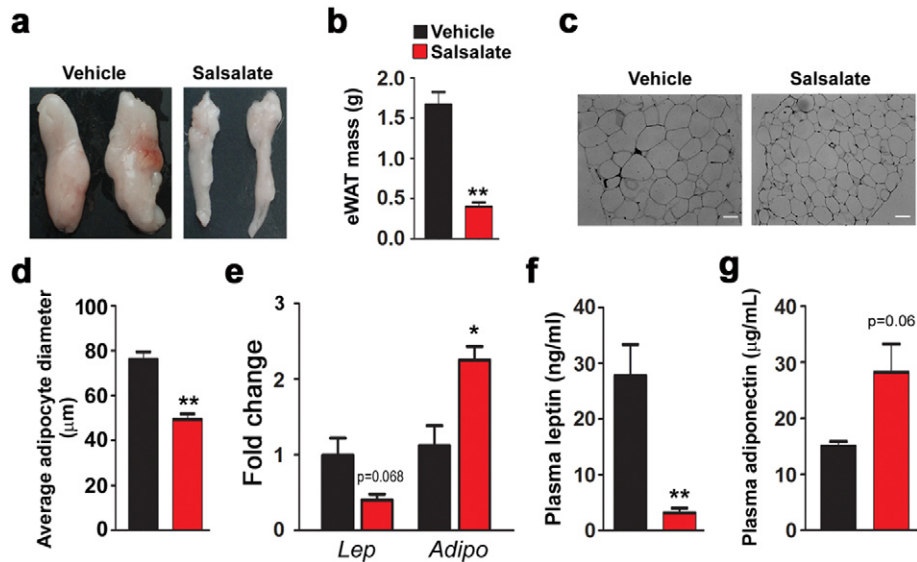 a
Vehicle Salsalate
b
Vehicle
Salsalate
eWAT mass (g)
2.0
1.5
1.0
0.5
0.0
**
c
Vehicle Salsalate
d
Average adipocyte diameter
(μm)
100
80
60
40
20
0
**
e
Fold change
3
2
1
0
p=0.068
*
Lep Adipo
f
Plasma leptin (ng/ml)
40
30
20
10
0
**
g
Plasma adiponectin (μg/mL)
40
30
20
10
0
p=0.06